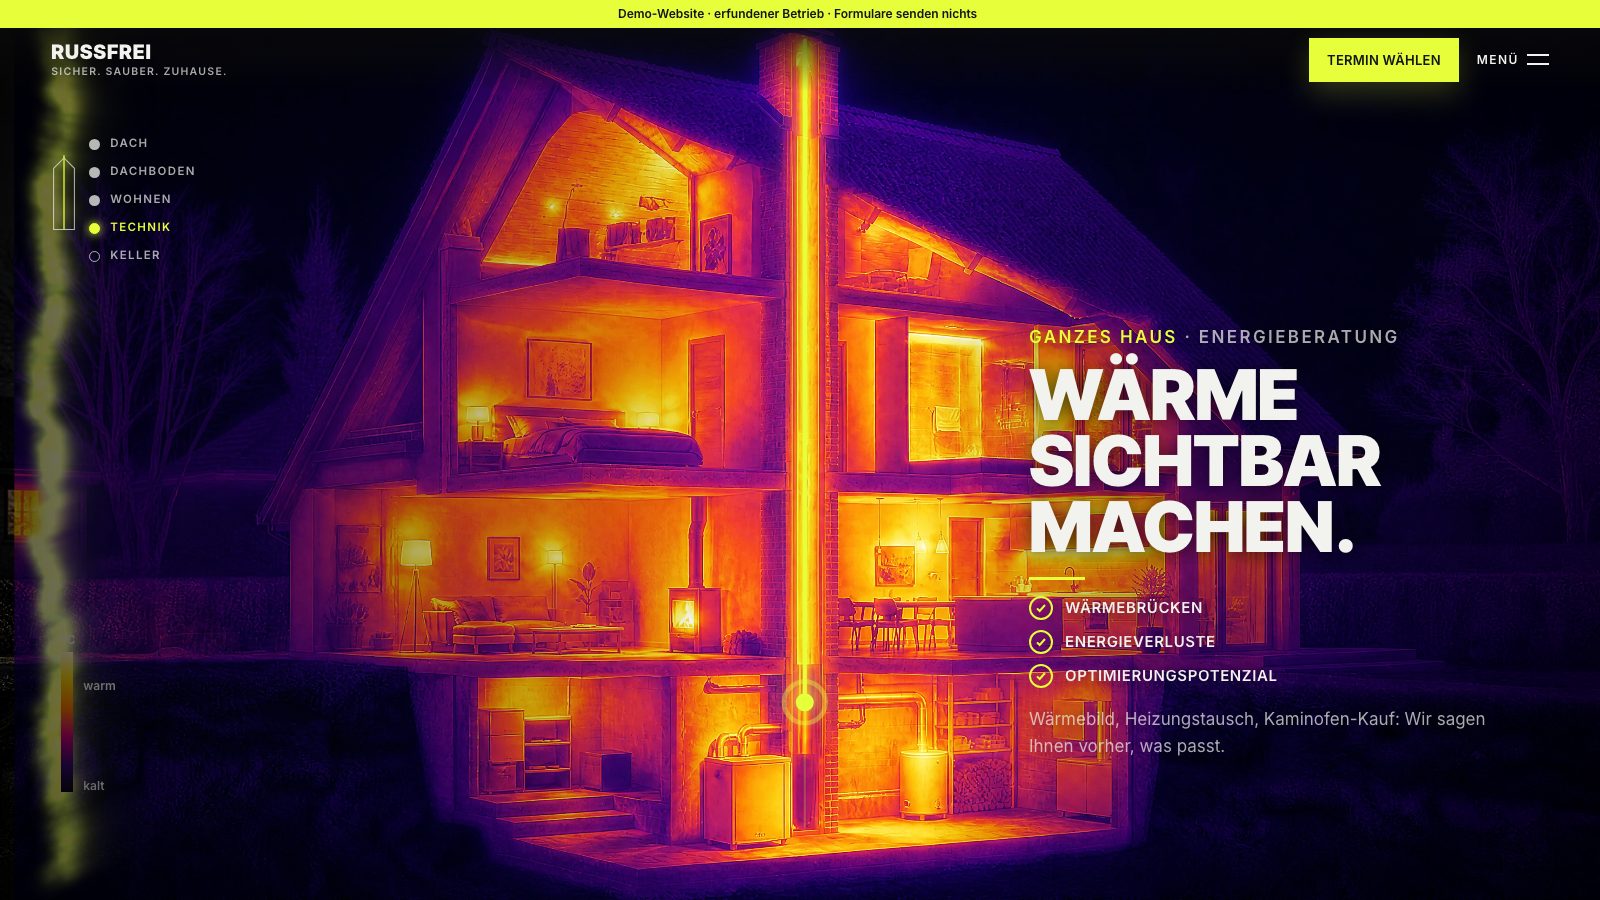 Demo-Website · erfundener Betrieb · Formulare senden nichts
RUSSFREI
SICHER. SAUBER. ZUHAUSE.
TERMIN WÄHLEN
MENÜ
DACH
DACHBODEN
WOHNEN
TECHNIK
KELLER
GANZES HAUS · ENERGIEBERATUNG
WÄRME
SICHTBAR
MACHEN.
WÄRMEBRÜCKEN
ENERGIEVERLUSTE
OPTIMIERUNGSPOTENZIAL
Wärmebild, Heizungstausch, Kaminofen-Kauf: Wir sagen
Ihnen vorher, was passt.
warm
kalt